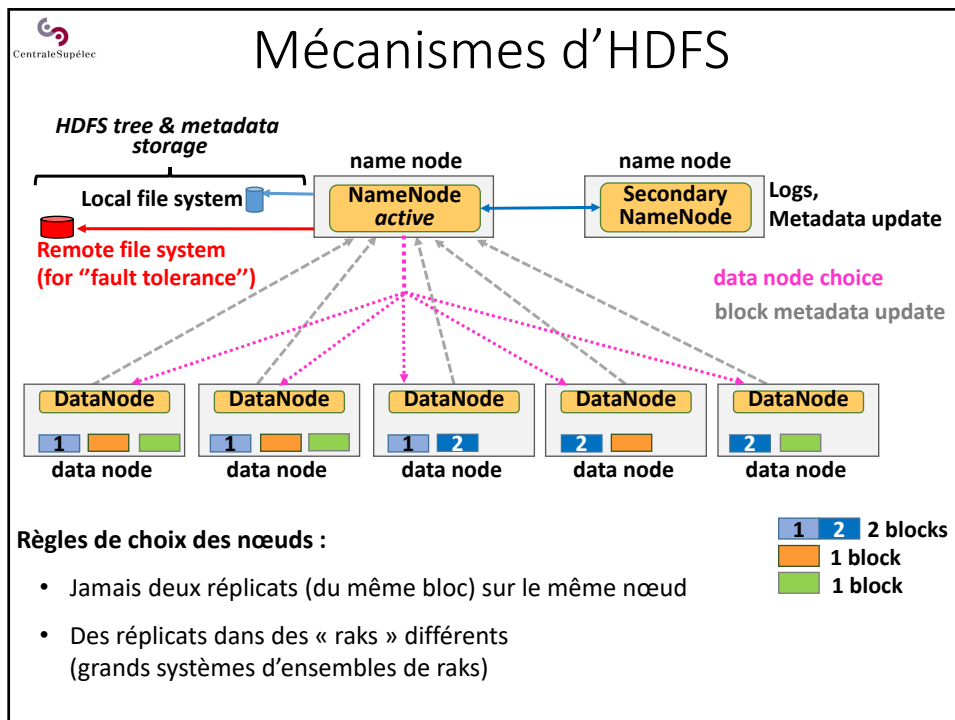 CentraleSupélec
Mécanismes d’HDFS
HDFS tree & metadata
storage
Local file system
Remote file system
(for ‘’fault tolerance’’)
name node
NameNode
active
name node
Secondary
NameNode
Logs,
Metadata update
data node choice
block metadata update
DataNode
1
data node
DataNode
1
data node
DataNode
1 2
data node
DataNode
2
data node
DataNode
2
data node
Règles de choix des nœuds :
• Jamais deux réplicats (du même bloc) sur le même nœud
• Des réplicats dans des « raks » différents
(grands systèmes d’ensembles de raks)
1 2 2 blocks
1 block
1 block